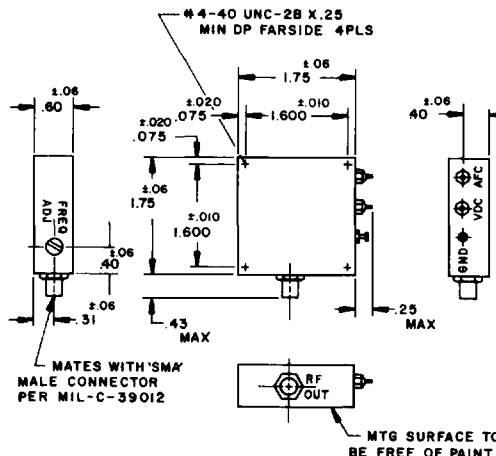 #4-40 UNC-2B X.25
MIN DP FARSIDE 4PLS
±.06
.60
±.06
1.75
±.020
.075
±.010
1.600
±.06
.40
±.020
.075
±.06
1.75
±.010
1.600
FREQ
ADJ
±.06
.40
±.06
.31
.43
MAX
.25
MAX
AFC
VDC
GND
MATES WITH 'SMA'
MALE CONNECTOR
PER MIL-C-39012
RF
OUT
MTG SURFACE TO
BE FREE OF PAINT